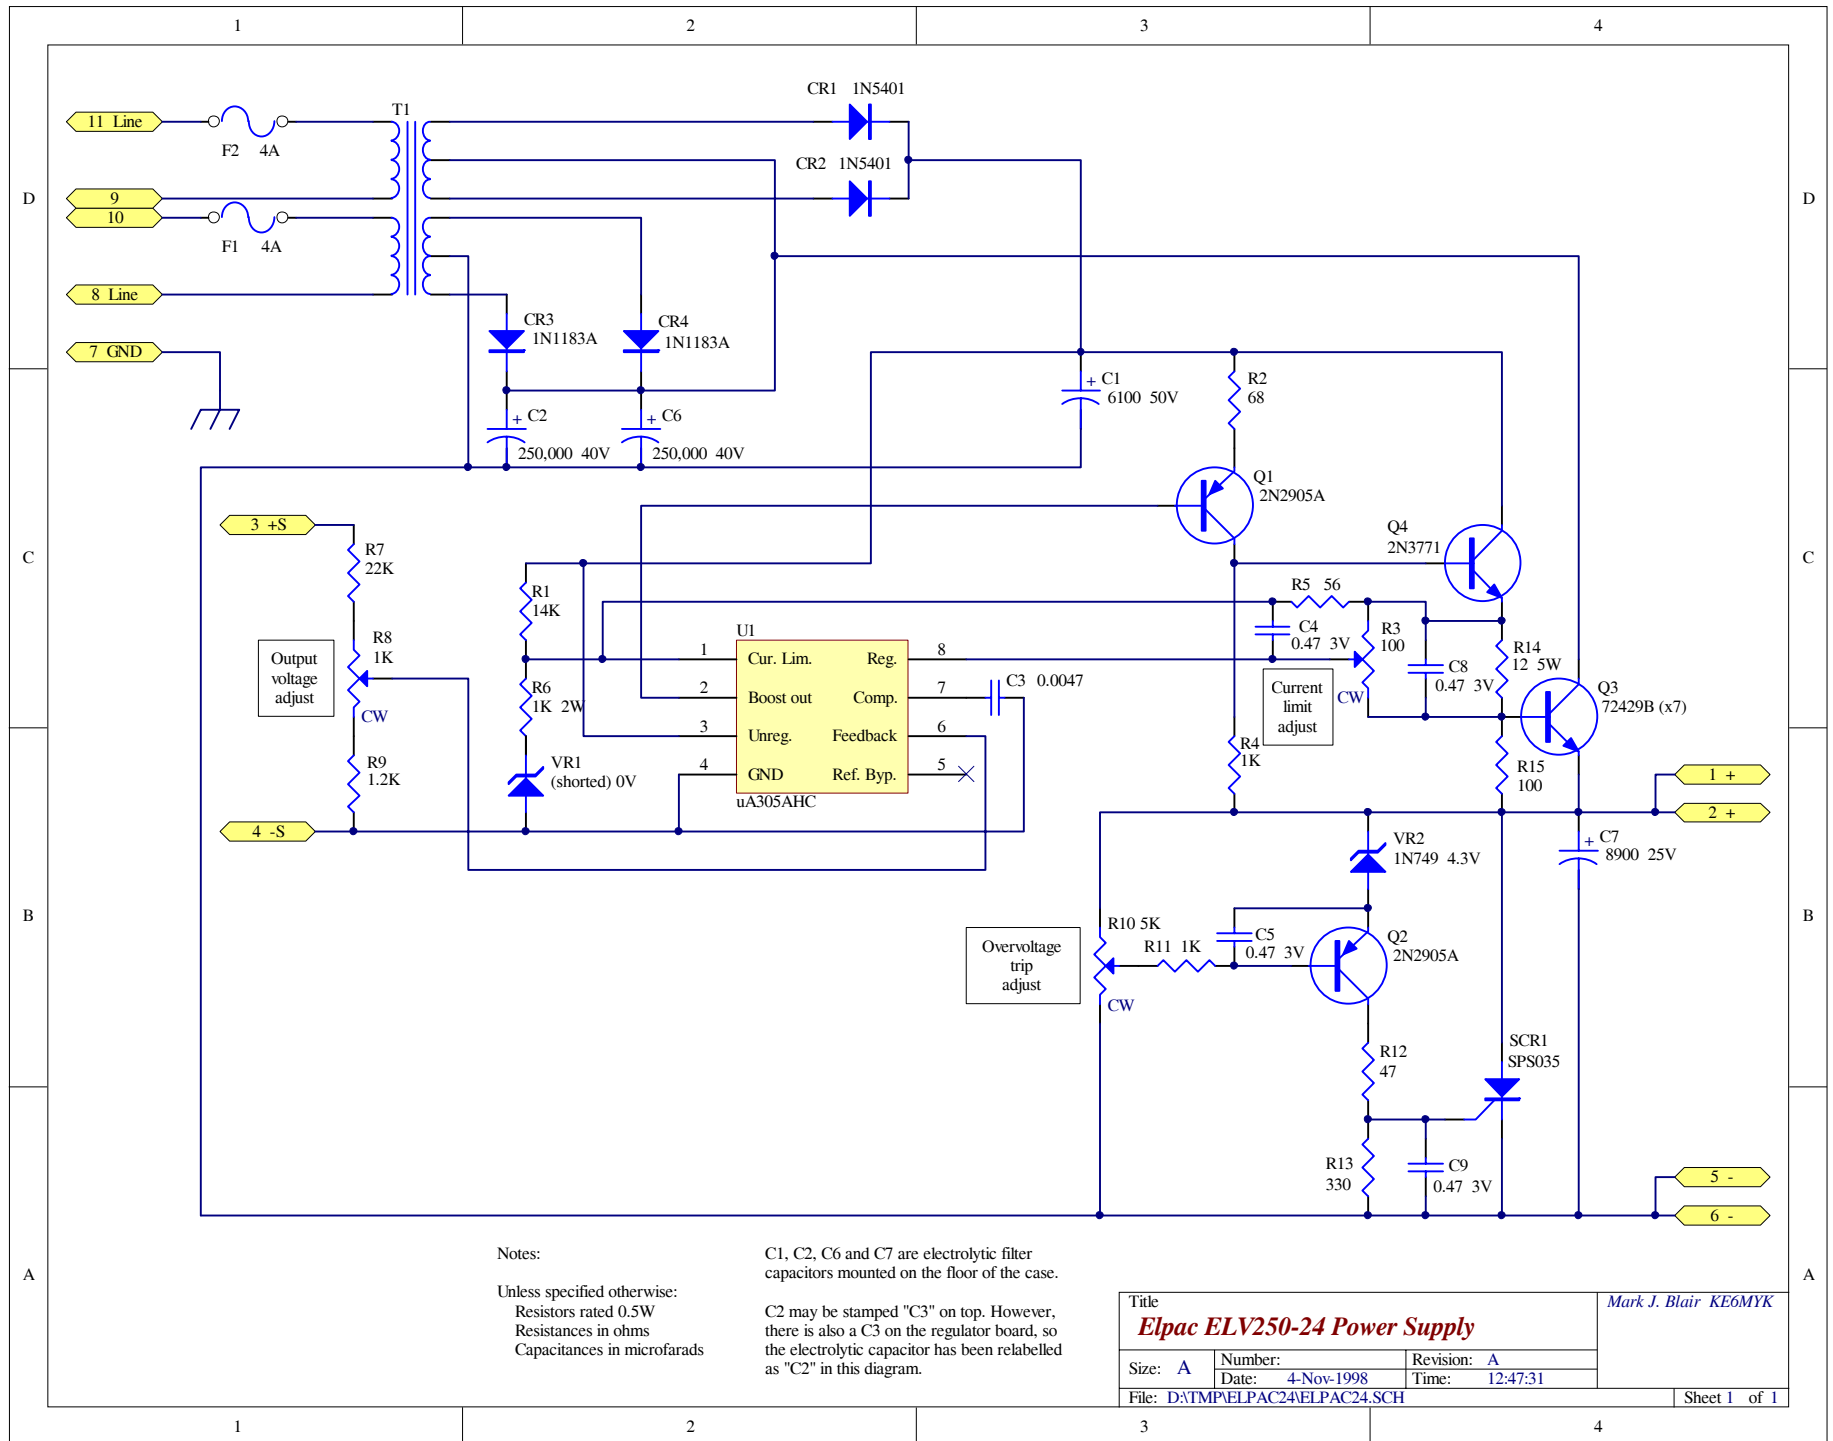 1 2 3 4
D
D
C
C
B
B
A
A
11 Line
F2 4A
9
10
F1 4A
8 Line
7 GND
T1
CR1 1N5401
CR2 1N5401
CR3
1N1183A
CR4
1N1183A
+ C2
250,000 40V
+ C6
250,000 40V
+ C1
6100 50V
R2
68
Q1
2N2905A
Q4
2N3771
3 +S
R7
22K
R8
1K
Output
voltage
adjust
CW
R9
1.2K
4 -S
R1
14K
R6
1K 2W
VR1
(shorted) 0V
U1
1 Cur. Lim. Reg. 8
2 Boost out Comp. 7
3 Unreg. Feedback 6
4 GND Ref. Byp. 5
uA305AHC
C3 0.0047
R5 56
C4
0.47 3V
R3
100
C8
0.47 3V
R14
12 5W
Q3
72429B (x7)
Current
limit
adjust
CW
R4
1K
R15
100
1 +
2 +
VR2
1N749 4.3V
+ C7
8900 25V
R10 5K
Overvoltage
trip
adjust
R11 1K
C5
0.47 3V
Q2
2N2905A
CW
R12
47
SCR1
SPS035
R13
330
C9
0.47 3V
5 -
6 -
Notes:
Unless specified otherwise:
Resistors rated 0.5W
Resistances in ohms
Capacitances in microfarads
C1, C2, C6 and C7 are electrolytic filter
capacitors mounted on the floor of the case.
C2 may be stamped "C3" on top. However,
there is also a C3 on the regulator board, so
the electrolytic capacitor has been relabelled
as "C2" in this diagram.
Title
Elpac ELV250-24 Power Supply
Mark J. Blair KE6MYK
Size: A
Number:
Revision: A
Date: 4-Nov-1998
Time: 12:47:31
File: D:\TMP\ELPAC24\ELPAC24.SCH
Sheet 1 of 1
1 2 3 4